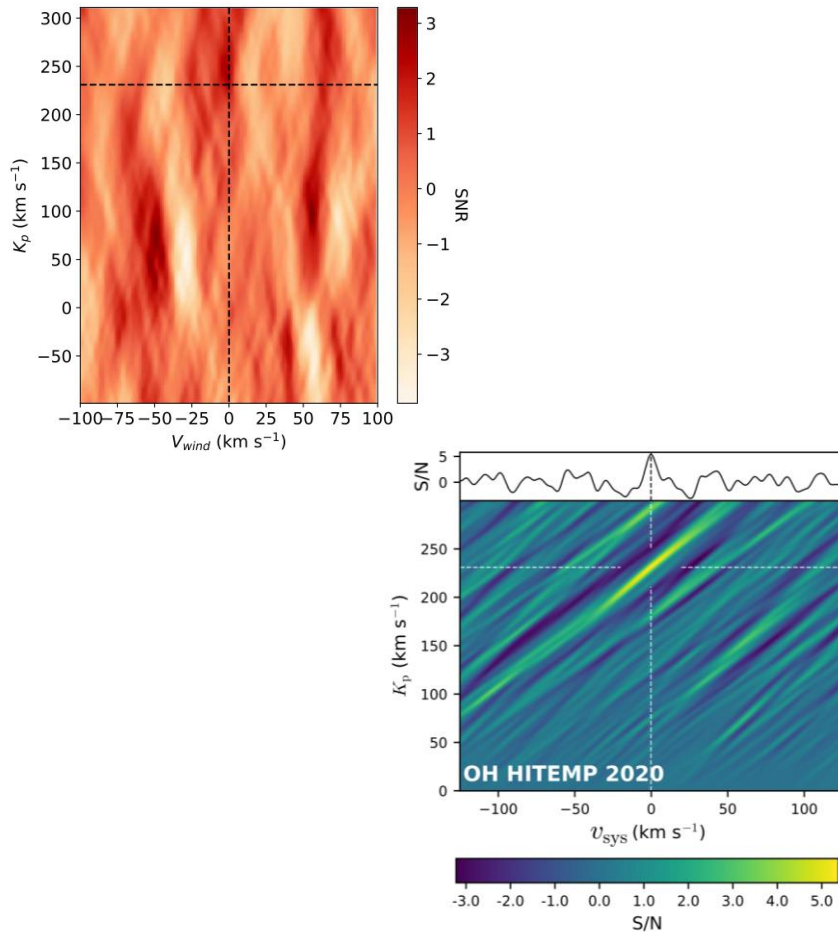 300
250
200
150
100
50
0
−50
K_p (km s⁻¹)
−100 −75 −50 −25 0 25 50 75 100
V_wind (km s⁻¹)
3
2
1
0
−1
−2
−3
SNR
5
0
S/N
250
200
150
100
50
0
K_p (km s⁻¹)
OH HITEMP 2020
−100 −50 0 50 100
v_sys (km s⁻¹)
-3.0 -2.0 -1.0 0.0 1.0 2.0 3.0 4.0 5.0
S/N